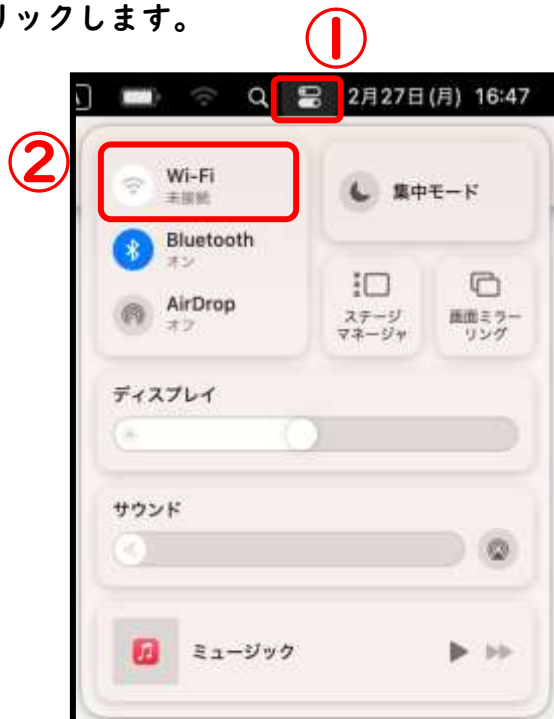 リックします。
①
2月27日(月) 16:47
②
Wi-Fi
未接続
集中モード
Bluetooth
オン
AirDrop
オフ
ステージ
マネージャ
画面ミラー
リング
ディスプレイ
サウンド
ミュージック